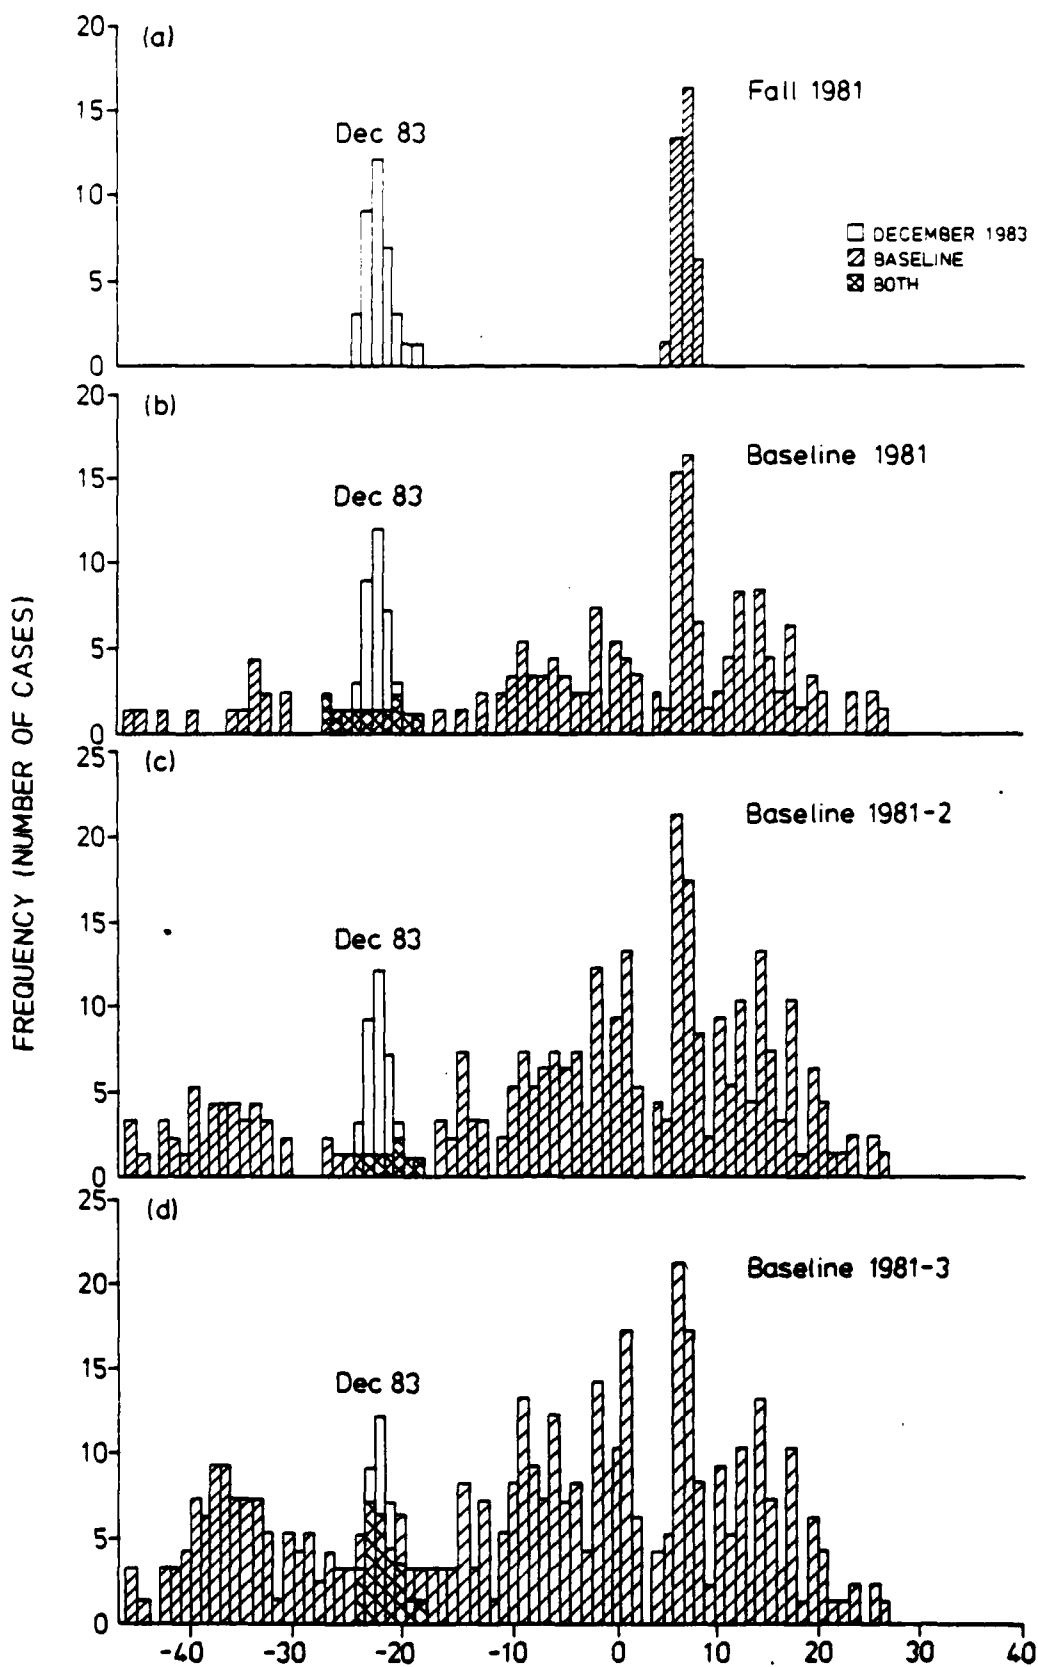 FREQUENCY (NUMBER OF CASES)
20
(a)
Fall 1981
15
Dec 83
10
DECEMBER 1983
BASELINE
BOTH
5
0
20
(b)
Baseline 1981
15
Dec 83
10
5
0
25
(c)
Baseline 1981-2
20
15
Dec 83
10
5
0
25
(d)
Baseline 1981-3
20
15
Dec 83
10
5
0
-40 -30 -20 -10 0 10 20 30 40